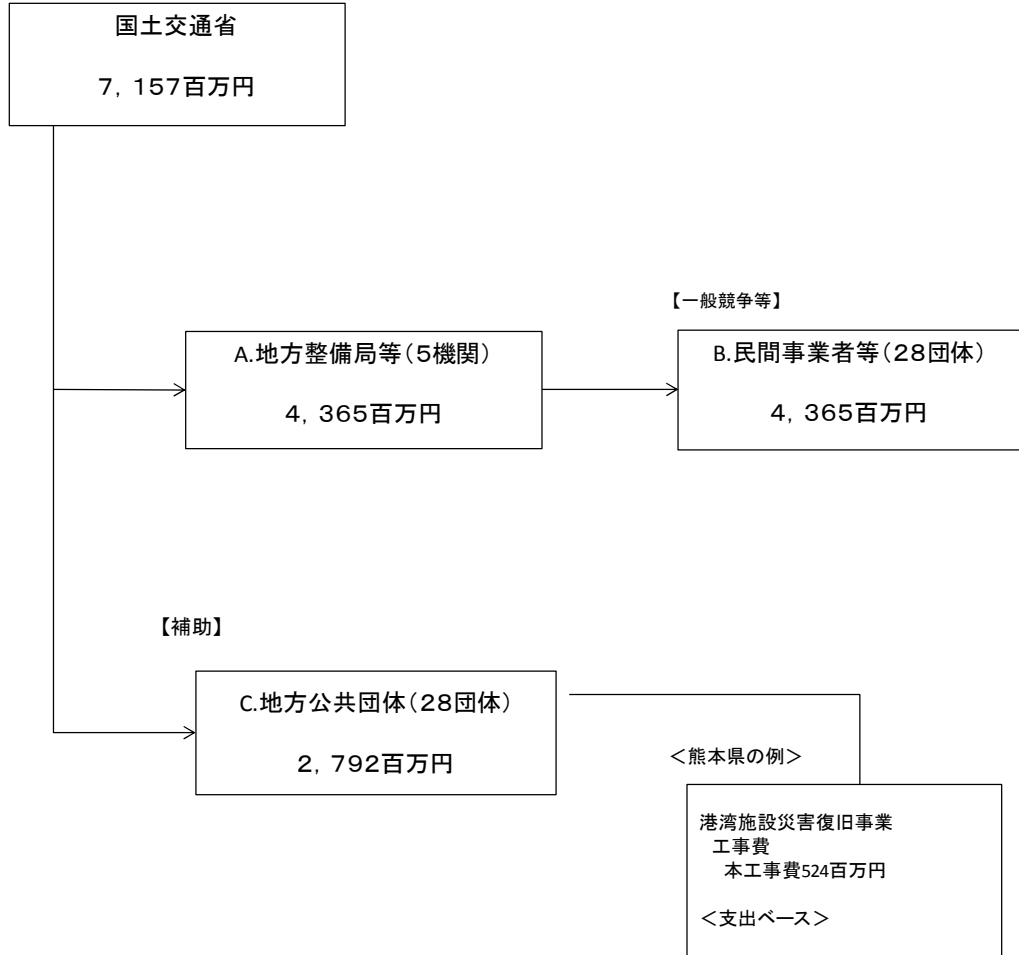 国土交通省
７，１５７百万円
【一般競争等】
A.地方整備局等（５機関）
４，３６５百万円
B.民間事業者等（２８団体）
４，３６５百万円
【補助】
C.地方公共団体（２８団体）
２，７９２百万円
＜熊本県の例＞
港湾施設災害復旧事業
工事費
本工事費524百万円
＜支出ベース＞